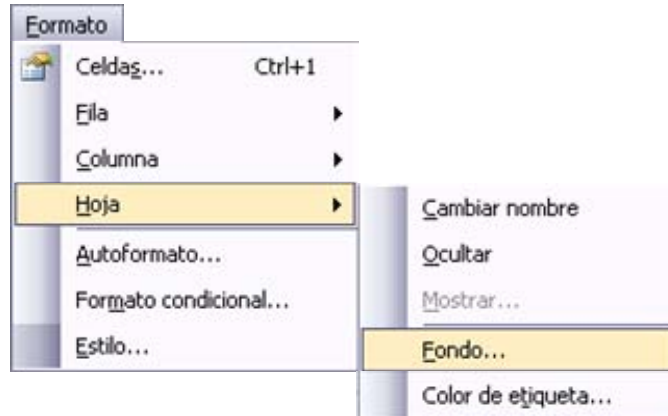 Formato
Celdas... Ctrl+1
Fila
Columna
Hoja
Autoformato...
Formato condicional...
Estilo...
Cambiar nombre
Ocultar
Mostrar...
Fondo...
Color de etiqueta...